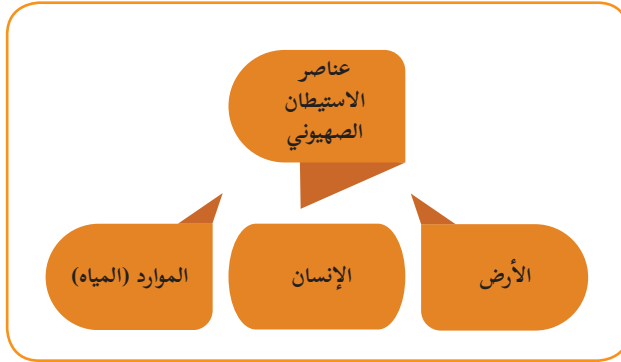 عناصر
الاستيطان
الصهيوني
الأرض
الإنسان
الموارد (المياه)